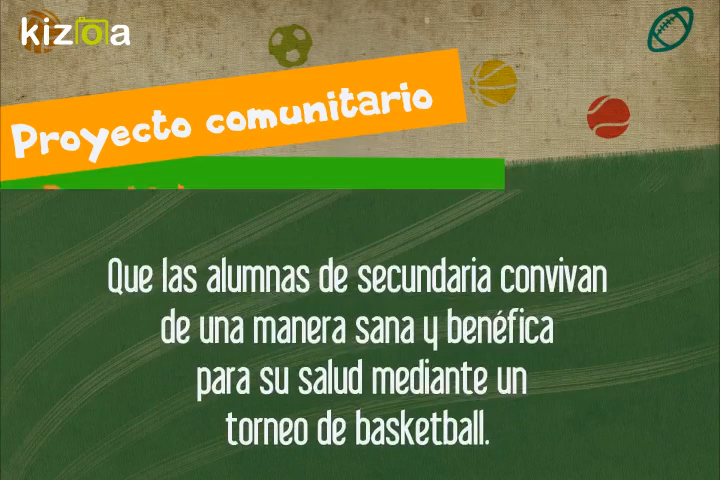 kizoa
Proyecto comunitario
Que las alumnas de secundaria convivan
de una manera sana y benéfica
para su salud mediante un
torneo de basketball.